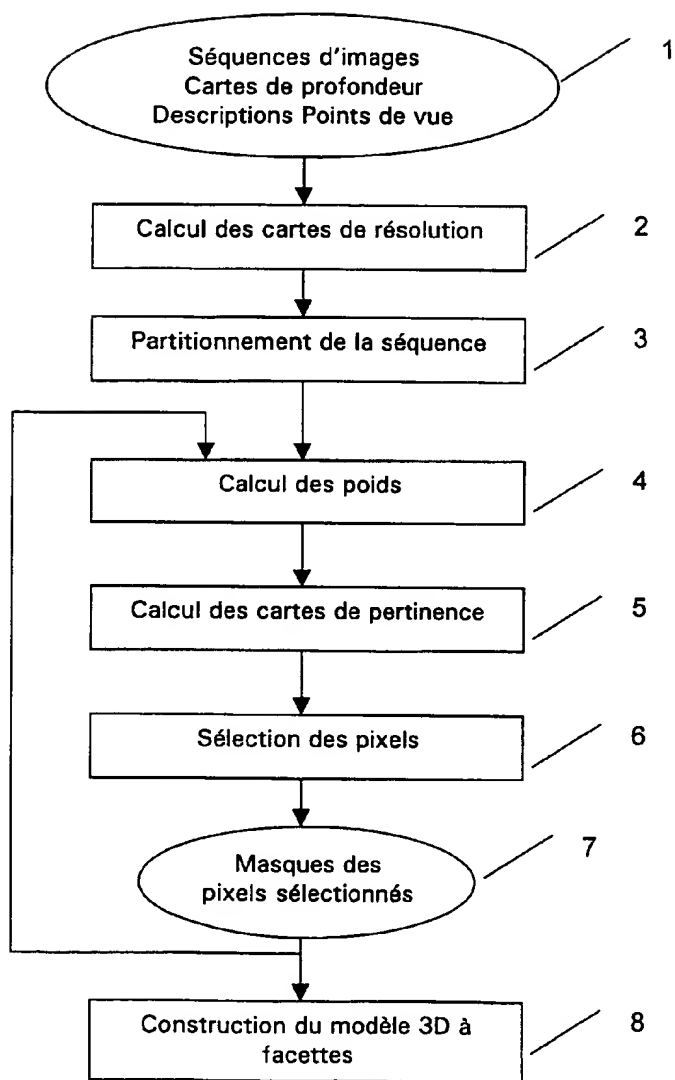 Séquences d'images
Cartes de profondeur
Descriptions Points de vue
1
Calcul des cartes de résolution
2
Partitionnement de la séquence
3
Calcul des poids
4
Calcul des cartes de pertinence
5
Sélection des pixels
6
Masques des
pixels sélectionnés
7
Construction du modèle 3D à
facettes
8